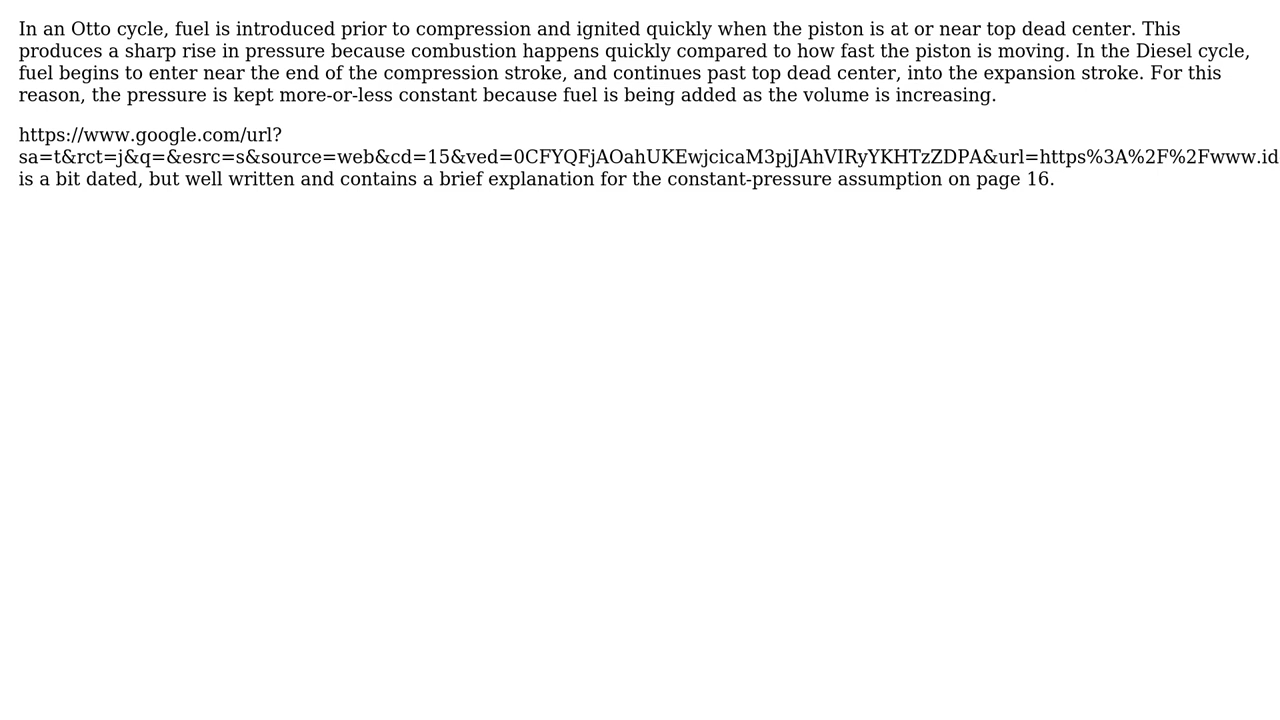 In an Otto cycle, fuel is introduced prior to compression and ignited quickly when the piston is at or near top dead center. This
produces a sharp rise in pressure because combustion happens quickly compared to how fast the piston is moving. In the Diesel cycle,
fuel begins to enter near the end of the compression stroke, and continues past top dead center, into the expansion stroke. For this
reason, the pressure is kept more-or-less constant because fuel is being added as the volume is increasing.
https://www.google.com/url?
sa=t&rct=j&q=&esrc=s&source=web&cd=15&ved=0CFYQFjAOahUKEwjcicaM3pjJAhVIRyYKHTzZDPA&url=https%3A%2F%2Fwww.id
is a bit dated, but well written and contains a brief explanation for the constant-pressure assumption on page 16.